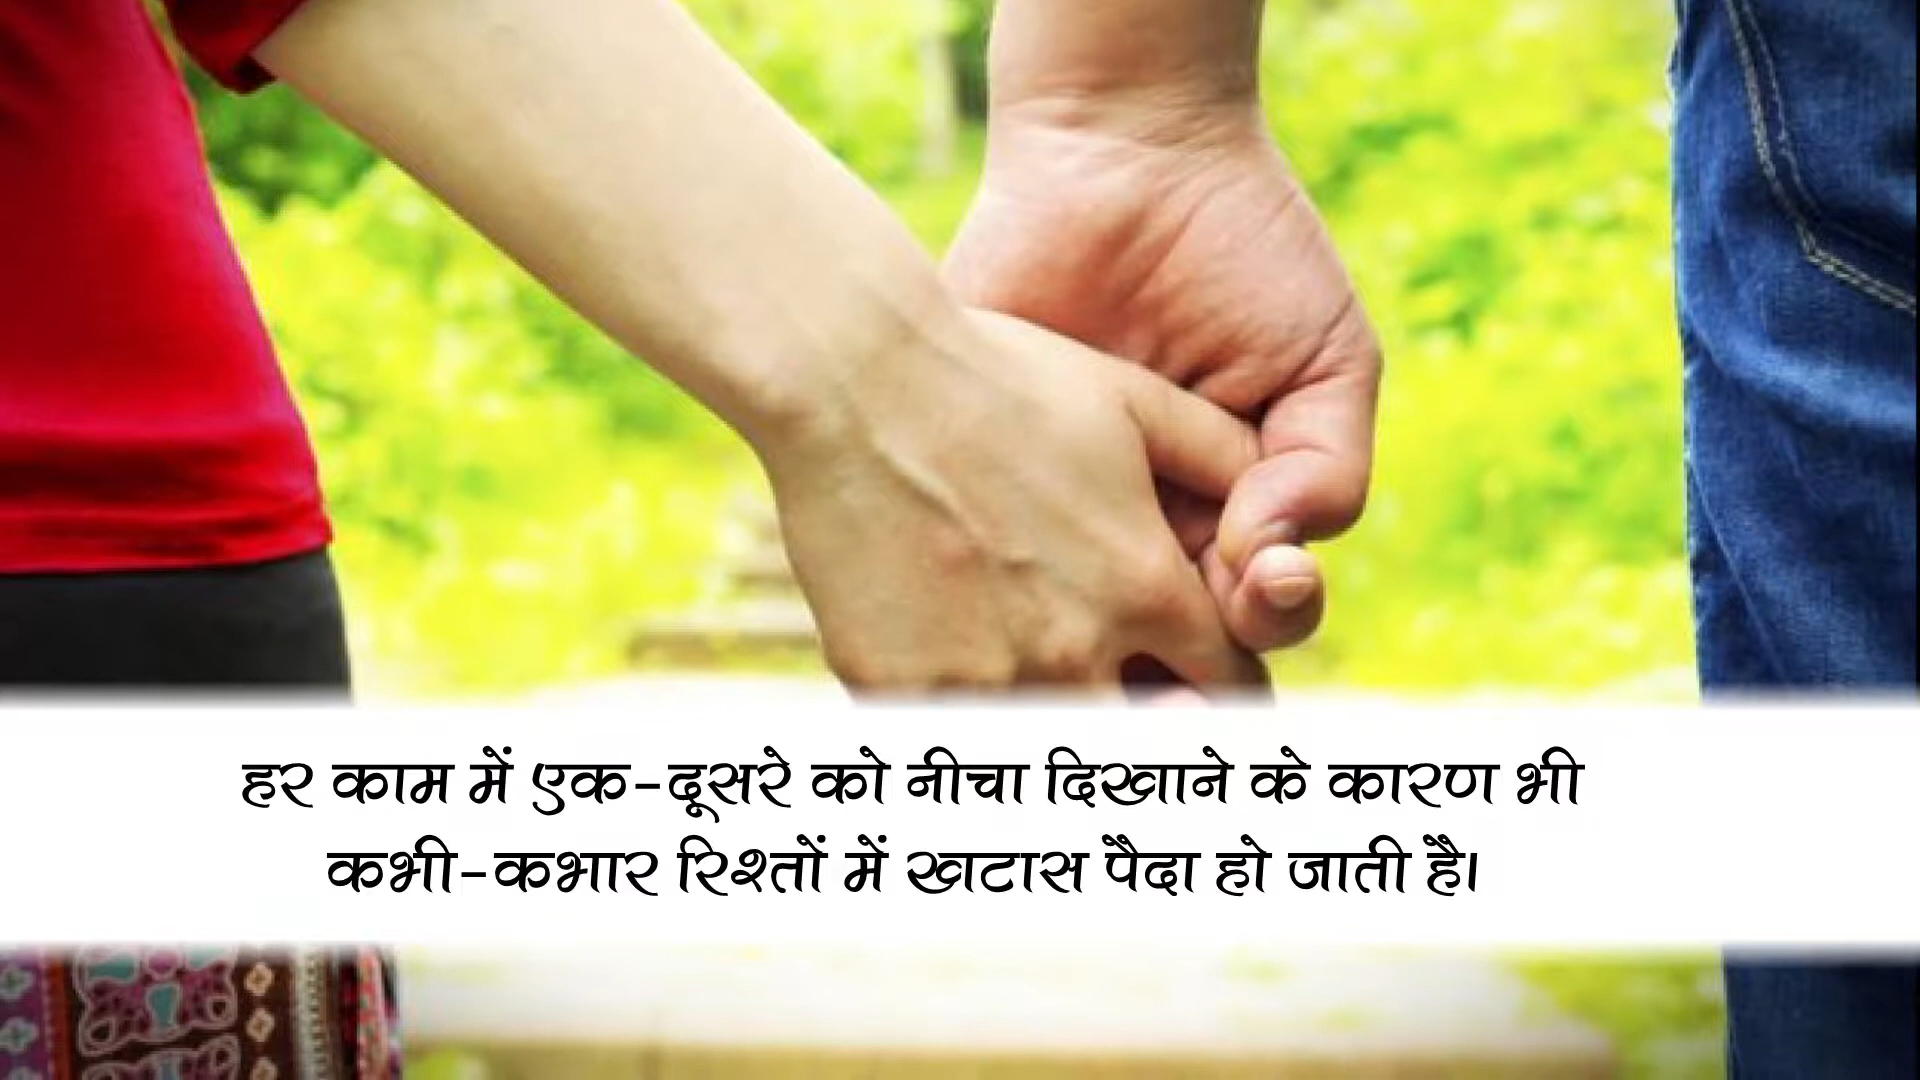 हर काम में एक-दूसरे को नीचा दिखाने के कारण भी
कभी-कभार रिश्तों में खटास पैदा हो जाती है।